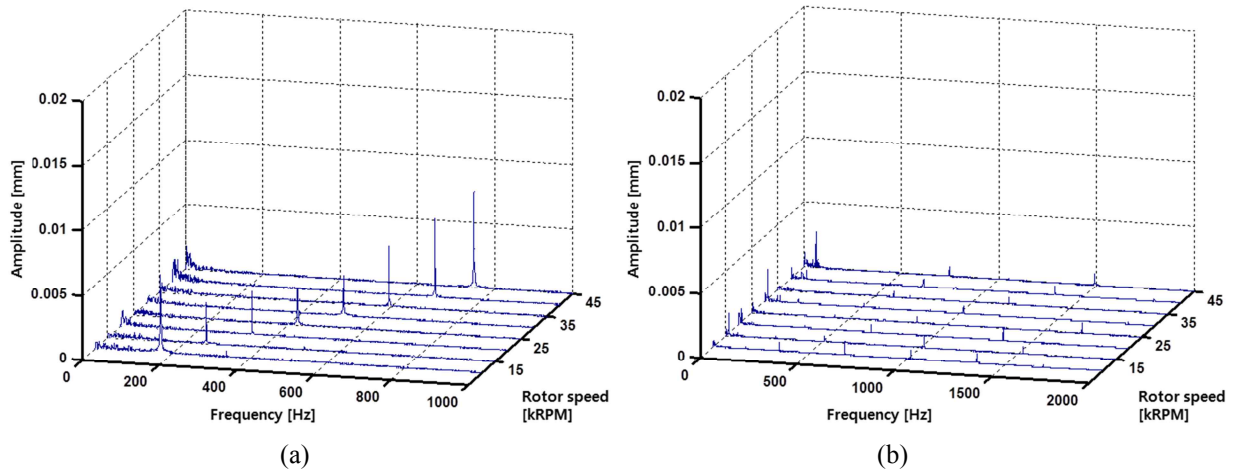 0.02
0.015
0.01
0.005
0
Amplitude [mm]
0
200
400
600
800
1000
Frequency [Hz]
15
25
35
45
Rotor speed
[kRPM]
(a)
0.02
0.015
0.01
0.005
0
Amplitude [mm]
0
500
1000
1500
2000
Frequency [Hz]
15
25
35
45
Rotor speed
[kRPM]
(b)